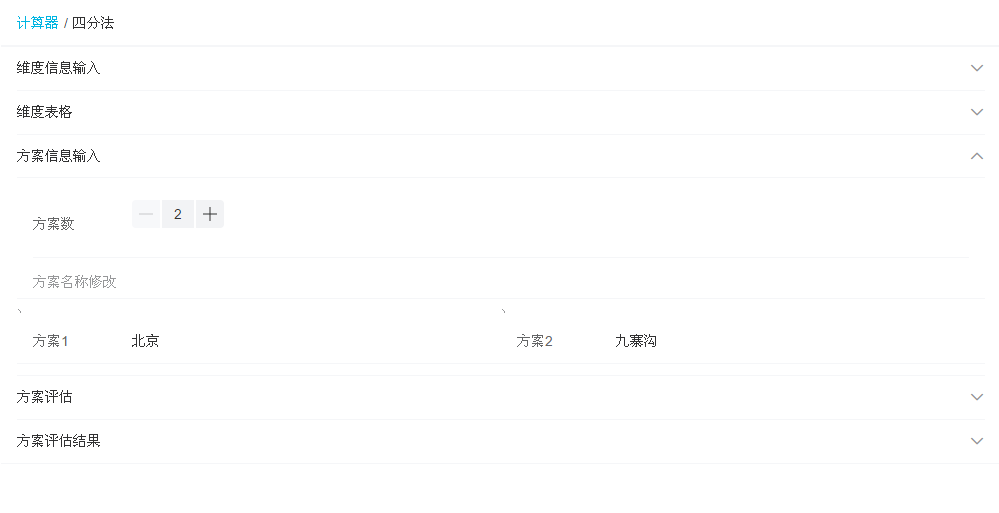 计算器 / 四分法
维度信息输入
维度表格
方案信息输入
方案数 2
方案名称修改
方案1 北京 方案2 九寨沟
方案评估
方案评估结果